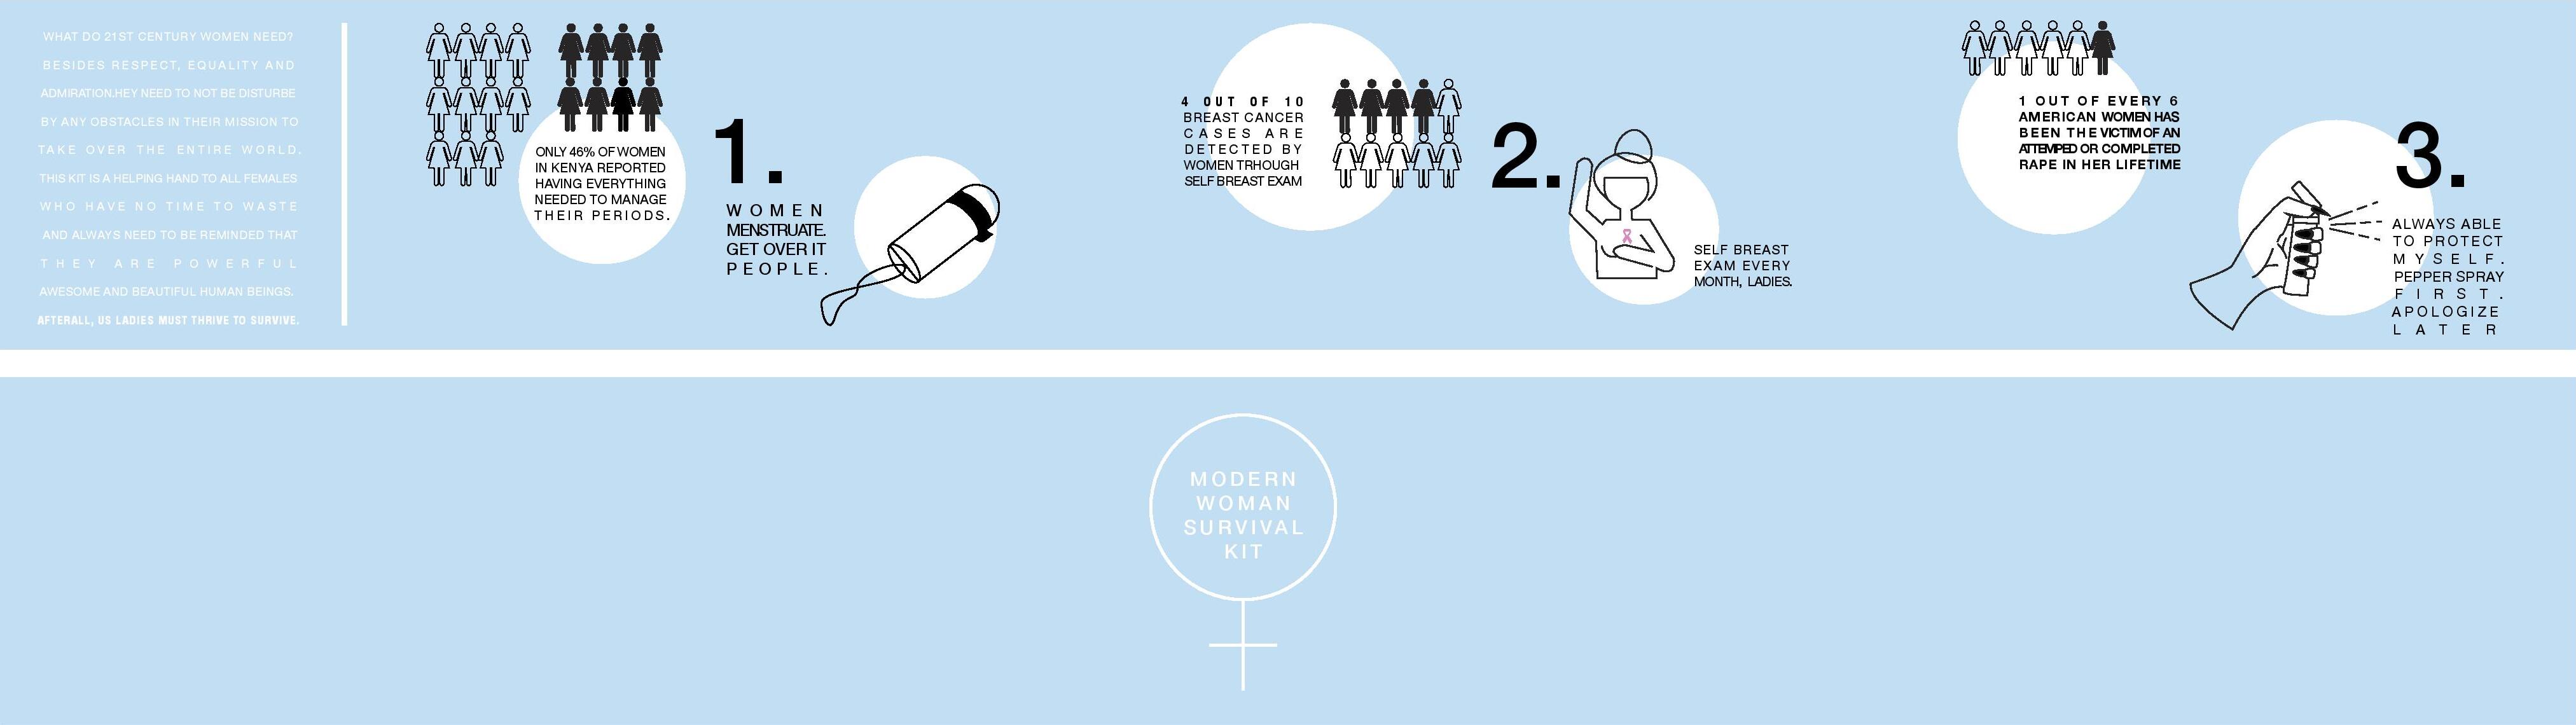 WHAT DO 21ST CENTURY WOMEN NEED?
BESIDES RESPECT, EQUALITY AND
ADMIRATION.HEY NEED TO NOT BE DISTURBE
BY ANY OBSTACLES IN THEIR MISSION TO
TAKE OVER THE ENTIRE WORLD.
THIS KIT IS A HELPING HAND TO ALL FEMALES
WHO HAVE NO TIME TO WASTE
AND ALWAYS NEED TO BE REMINDED THAT
THEY ARE POWERFUL
AWESOME AND BEAUTIFUL HUMAN BEINGS.
AFTERALL, US LADIES MUST THRIVE TO SURVIVE.
ONLY 46% OF WOMEN
IN KENYA REPORTED
HAVING EVERYTHING
NEEDED TO MANAGE
THEIR PERIODS.
1.
WOMEN
MENSTRUATE.
GET OVER IT
PEOPLE.
4 OUT OF 10
BREAST CANCER
CASES ARE
DETECTED BY
WOMEN TRHOUGH
SELF BREAST EXAM
2.
SELF BREAST
EXAM EVERY
MONTH, LADIES.
1 OUT OF EVERY 6
AMERICAN WOMEN HAS
BEEN THE VICTIM OF AN
ATTEMPED OR COMPLETED
RAPE IN HER LIFETIME
3.
ALWAYS ABLE
TO PROTECT
MYSELF.
PEPPER SPRAY
FIRST.
APOLOGIZE
LATER
MODERN
WOMAN
SURVIVAL
KIT